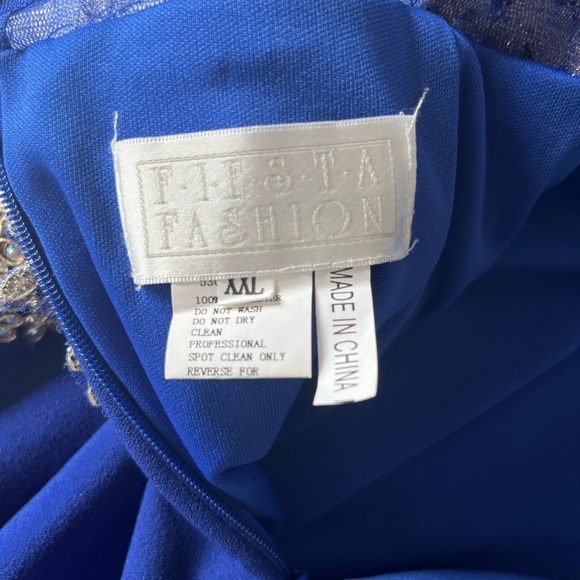 F·I·E·S·T·A
FASHION
XXL
DO NOT WASH
DO NOT DRY
CLEAN
PROFESSIONAL
SPOT CLEAN ONLY
REVERSE FOR
MADE IN CHINA